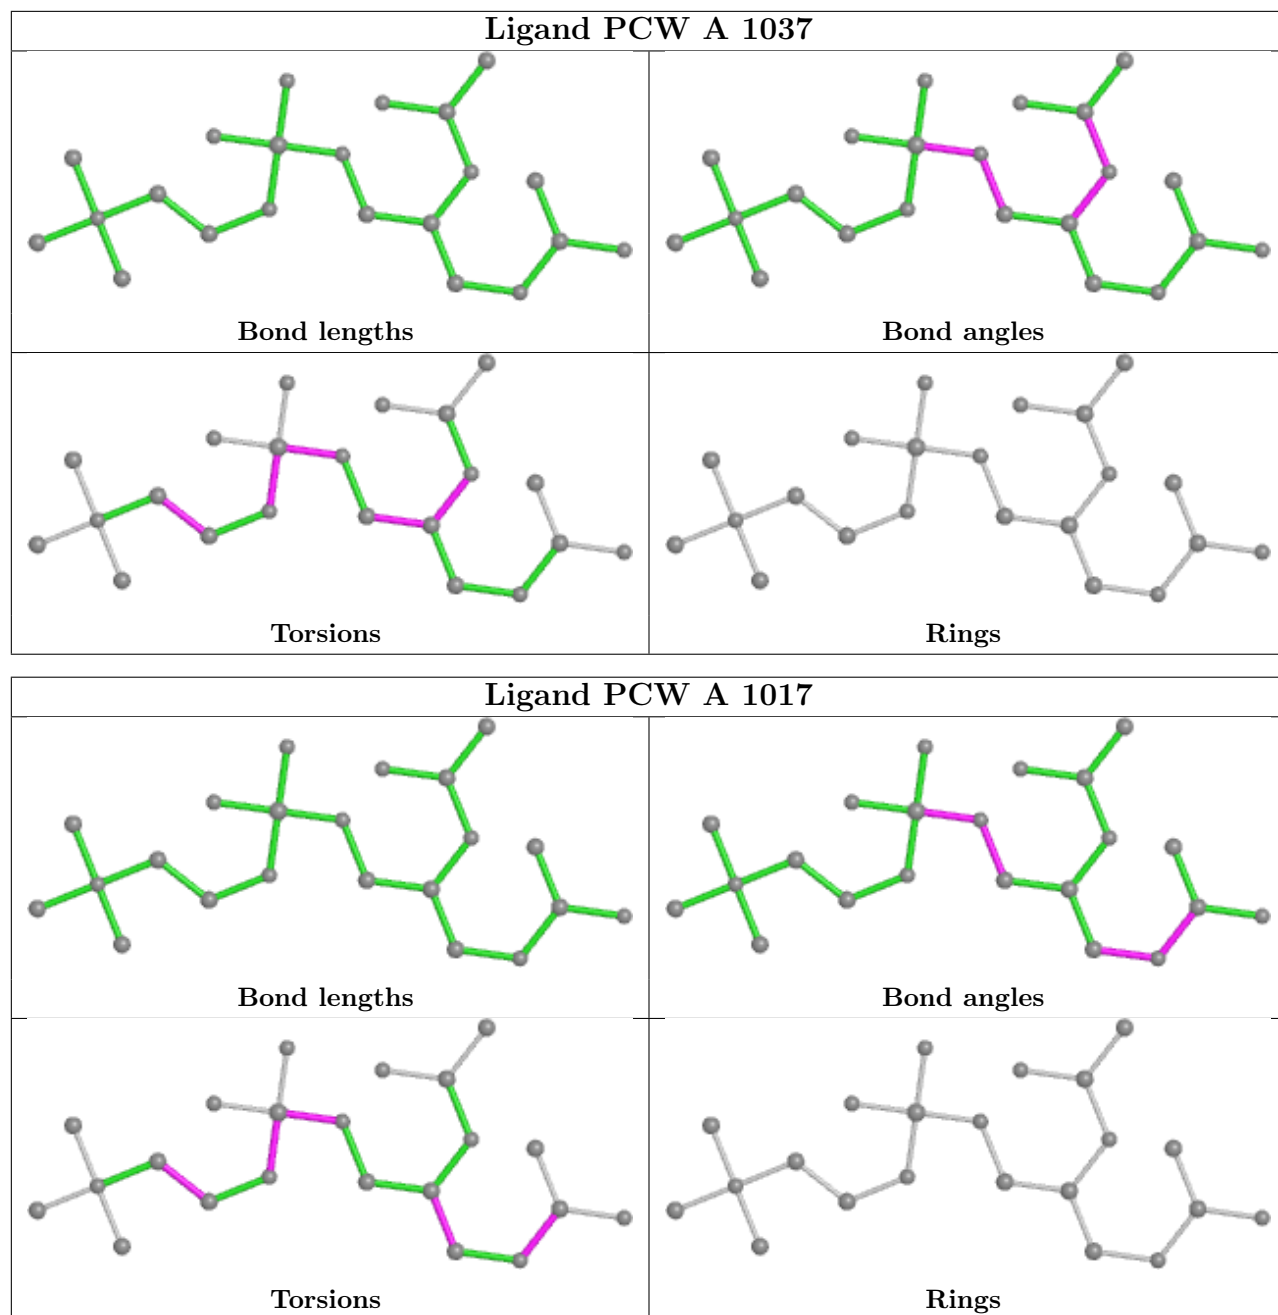 Ligand PCW A 1037
Bond lengths
Bond angles
Torsions
Rings
Ligand PCW A 1017
Bond lengths
Bond angles
Torsions
Rings